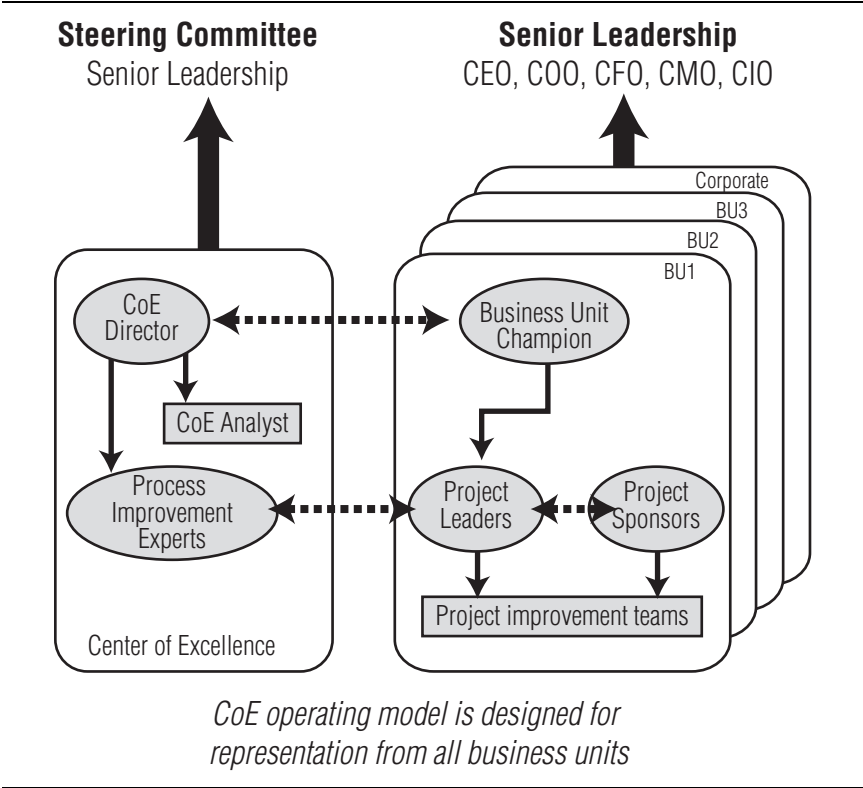 Steering Committee
Senior Leadership
Senior Leadership
CEO, COO, CFO, CMO, CIO
Corporate
BU3
BU2
BU1
CoE
Director
Business Unit
Champion
CoE Analyst
Process
Improvement
Experts
Project
Leaders
Project
Sponsors
Project improvement teams
Center of Excellence
CoE operating model is designed for
representation from all business units